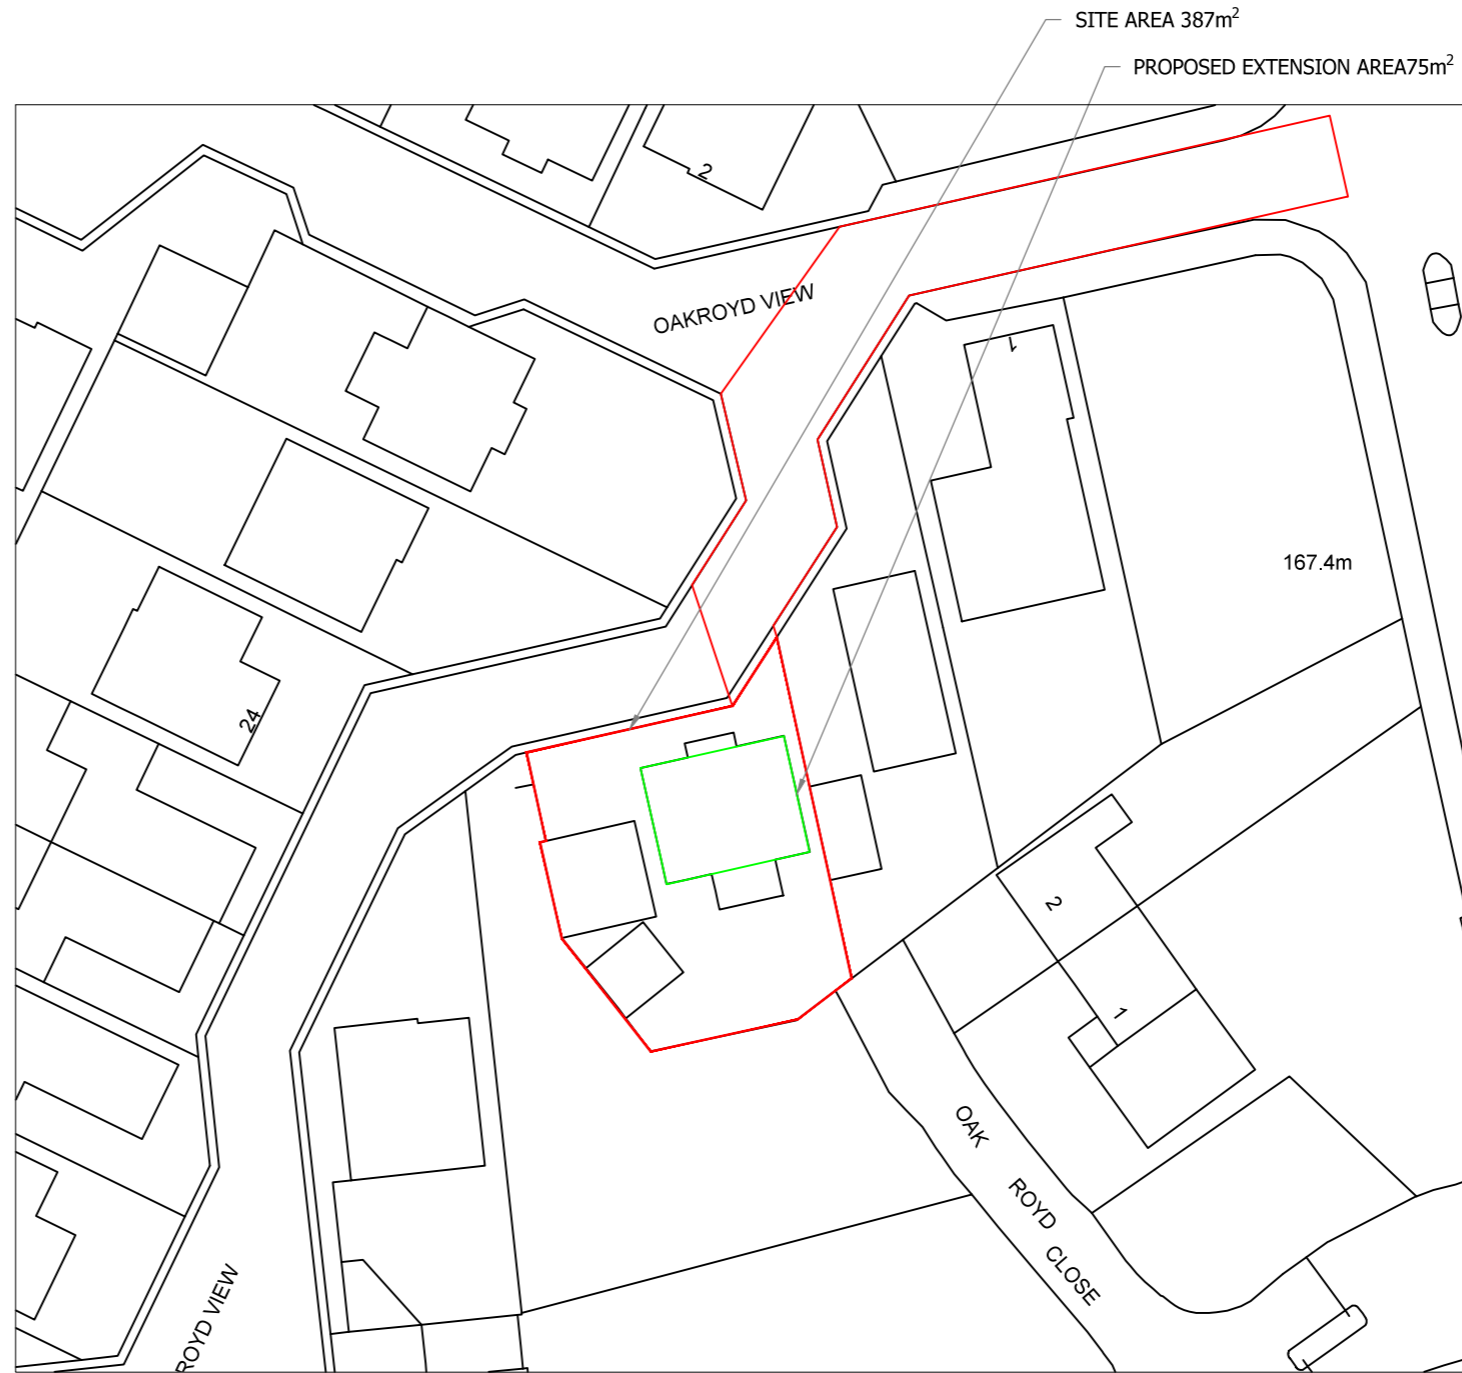 SITE AREA 387m²
PROPOSED EXTENSION AREA75m²
2
OAKROYD VIEW
1
167.4m
24
2
1
OAK ROYD CLOSE
ROYD VIEW